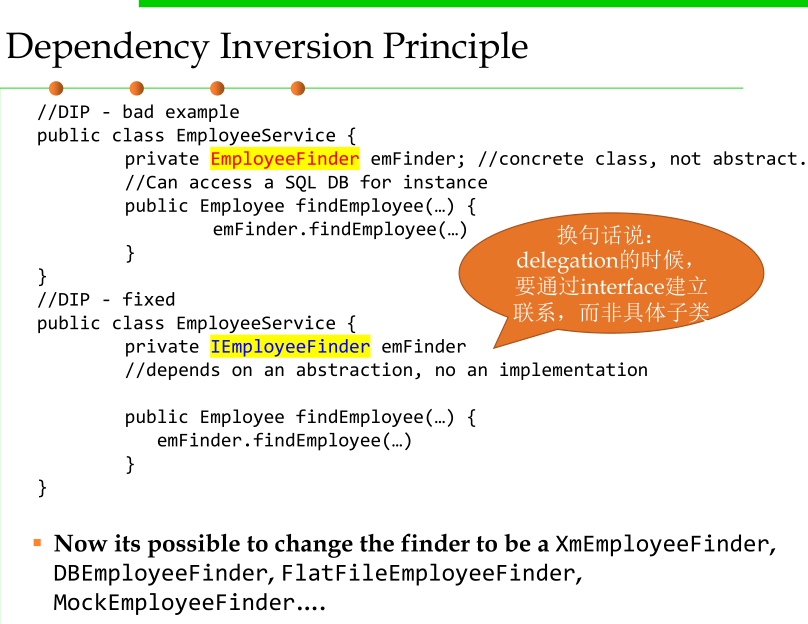 Dependency Inversion Principle
//DIP - bad example
public class EmployeeService {
private EmployeeFinder emFinder; //concrete class, not abstract.
//Can access a SQL DB for instance
public Employee findEmployee(…) {
emFinder.findEmployee(…)
}
}
//DIP - fixed
public class EmployeeService {
private IEmployeeFinder emFinder
//depends on an abstraction, no an implementation
public Employee findEmployee(…) {
emFinder.findEmployee(…)
}
}
换句话说：
delegation的时候，
要通过interface建立
联系，而非具体子类
Now its possible to change the finder to be a XmEmployeeFinder,
DBEmployeeFinder, FlatFileEmployeeFinder,
MockEmployeeFinder….